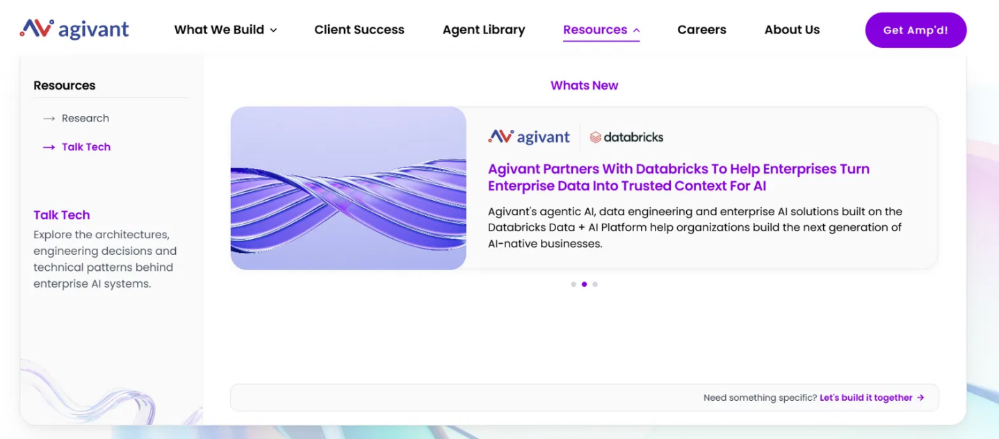 agivant
What We Build
Client Success
Agent Library
Resources
Careers
About Us
Get Amp'd!
Resources
Research
Talk Tech
Talk Tech
Explore the architectures,
engineering decisions and
technical patterns behind
enterprise AI systems.
Whats New
agivant
databricks
Agivant Partners With Databricks To Help Enterprises Turn
Enterprise Data Into Trusted Context For AI
Agivant's agentic AI, data engineering and enterprise AI solutions built on the
Databricks Data + AI Platform help organizations build the next generation of
AI-native businesses.
Need something specific? Let's build it together →